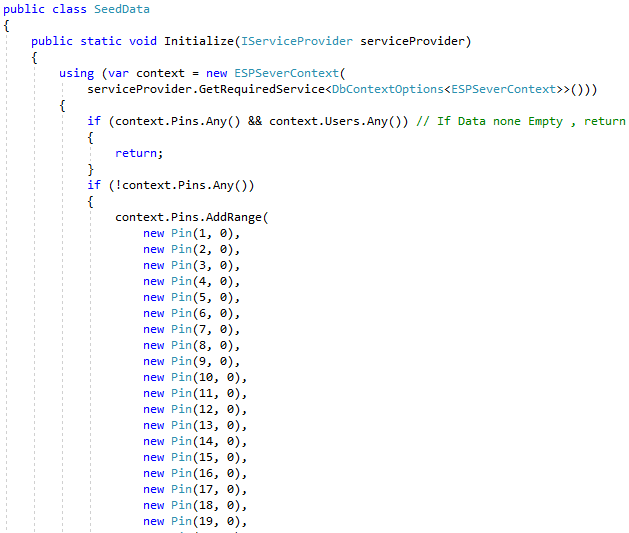 public class SeedData
{
public static void Initialize(IServiceProvider serviceProvider)
{
using (var context = new ESPSeverContext(
serviceProvider.GetRequiredService<DbContextOptions<ESPSeverContext>>()))
{
if (context.Pins.Any() && context.Users.Any()) // If Data none Empty , return
{
return;
}
if (!context.Pins.Any())
{
context.Pins.AddRange(
new Pin(1, 0),
new Pin(2, 0),
new Pin(3, 0),
new Pin(4, 0),
new Pin(5, 0),
new Pin(6, 0),
new Pin(7, 0),
new Pin(8, 0),
new Pin(9, 0),
new Pin(10, 0),
new Pin(11, 0),
new Pin(12, 0),
new Pin(13, 0),
new Pin(14, 0),
new Pin(15, 0),
new Pin(16, 0),
new Pin(17, 0),
new Pin(18, 0),
new Pin(19, 0),